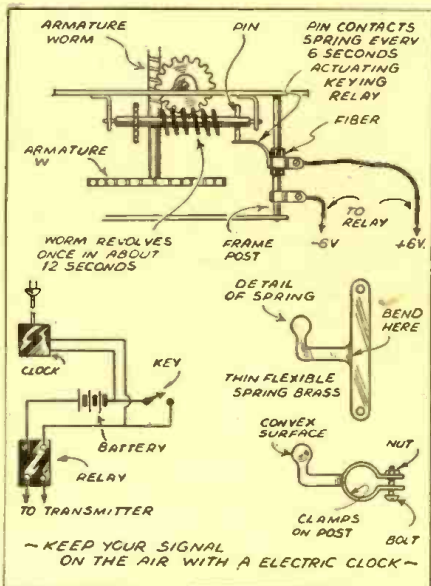 ARMATURE
WORM
PIN
PIN CONTACTS
SPRING EVERY
6 SECONDS
ACTUATING
KEYING
RELAY
FIBER
ARMATURE
W
WORM REVOLVES
ONCE IN ABOUT
12 SECONDS
FRAME
POST
TO
RELAY
-6V
+6V.
DETAIL
OF SPRING
BEND
HERE
THIN FLEXIBLE
SPRING BRASS
CLOCK
KEY
BATTERY
RELAY
TO TRANSMITTER
CONVEX
SURFACE
NUT
CLAMPS
ON POST
BOLT
~ KEEP YOUR SIGNAL
ON THE AIR WITH A ELECTRIC CLOCK ~